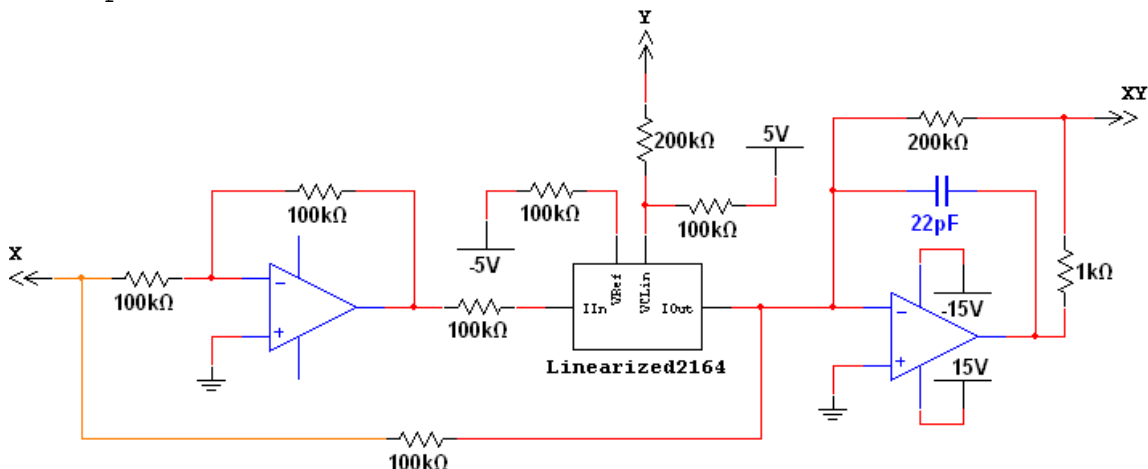 Y
XY
200kΩ
5V
200kΩ
100kΩ
100kΩ
100kΩ
22pF
-5V
X
100kΩ
100kΩ
IIn
VRef
VCLin
IOut
Linearized2164
-
+
-
+
-15V
15V
1kΩ
100kΩ